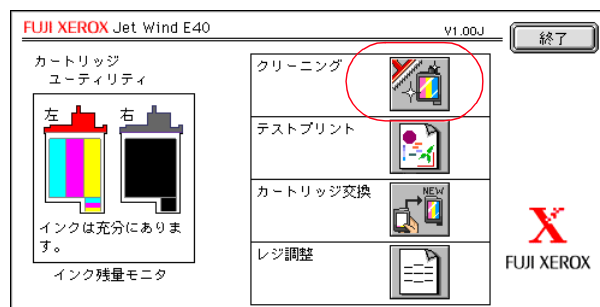 FUJI XEROX Jet Wind E40
V1.00J
終了
カートリッジ
ユーティリティ
左
右
インクは充分にありま
す。
インク残量モニタ
クリーニング
テストプリント
カートリッジ交換
NEW
レジ調整
X
FUJI XEROX